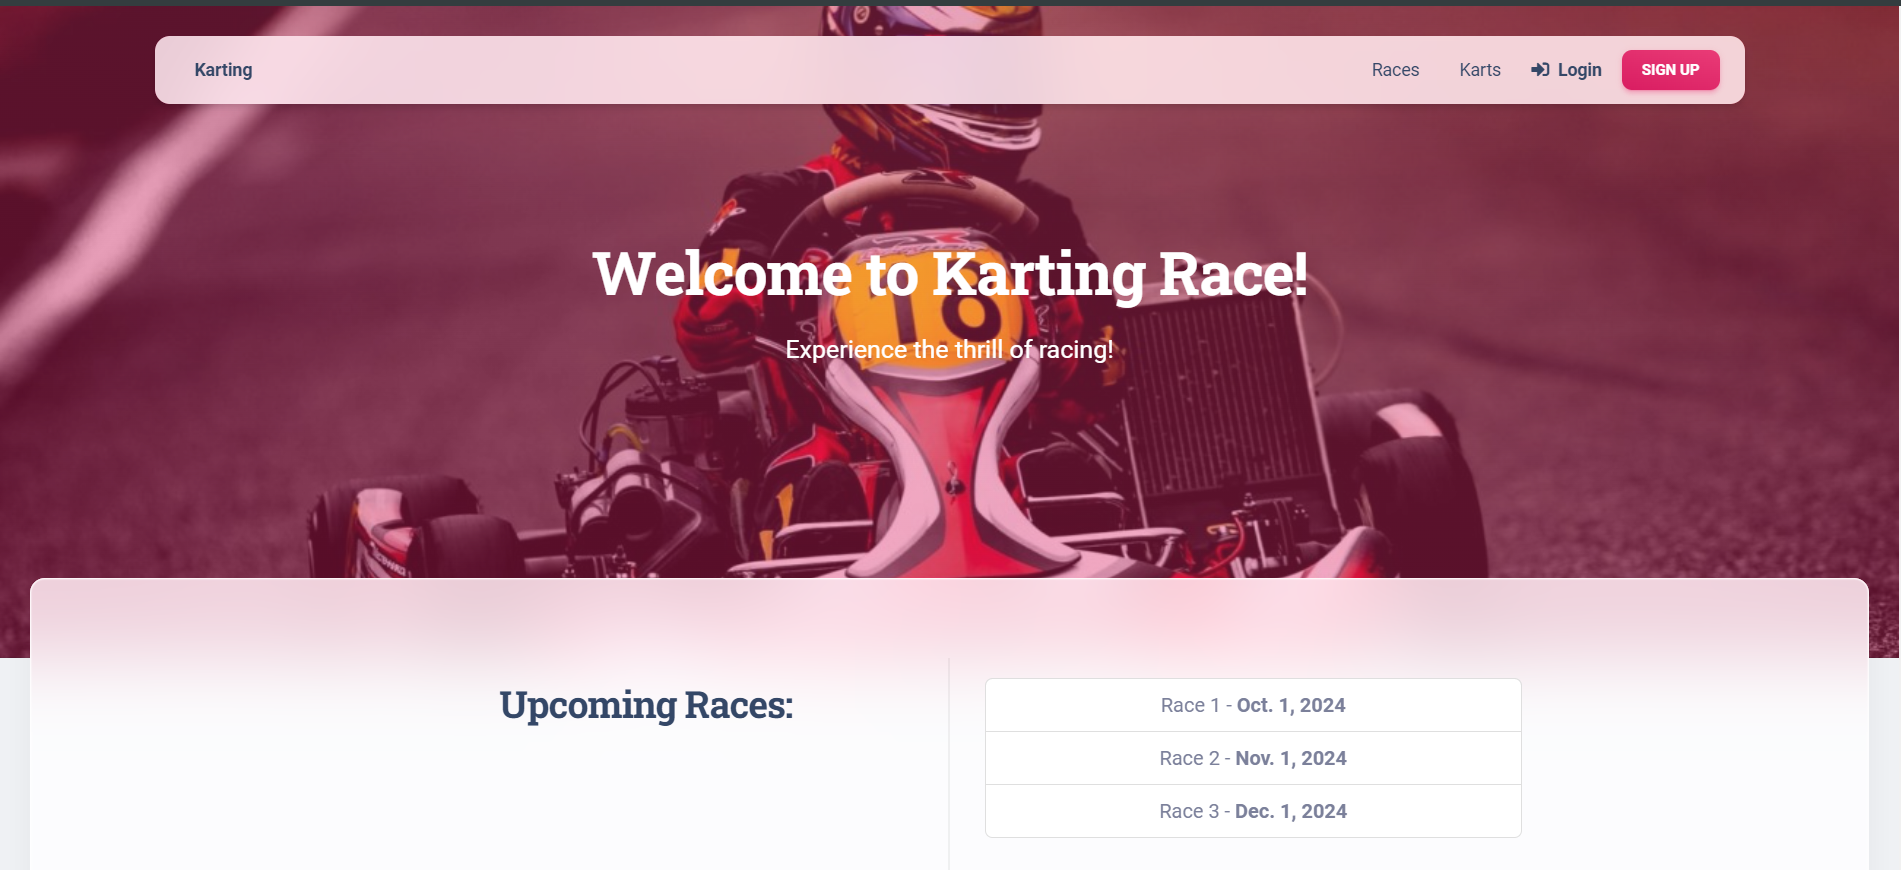 Karting
Races
Karts
Login
SIGN UP
Welcome to Karting Race!
16
Experience the thrill of racing!
Upcoming Races:
Race 1 - Oct. 1, 2024
Race 2 - Nov. 1, 2024
Race 3 - Dec. 1, 2024